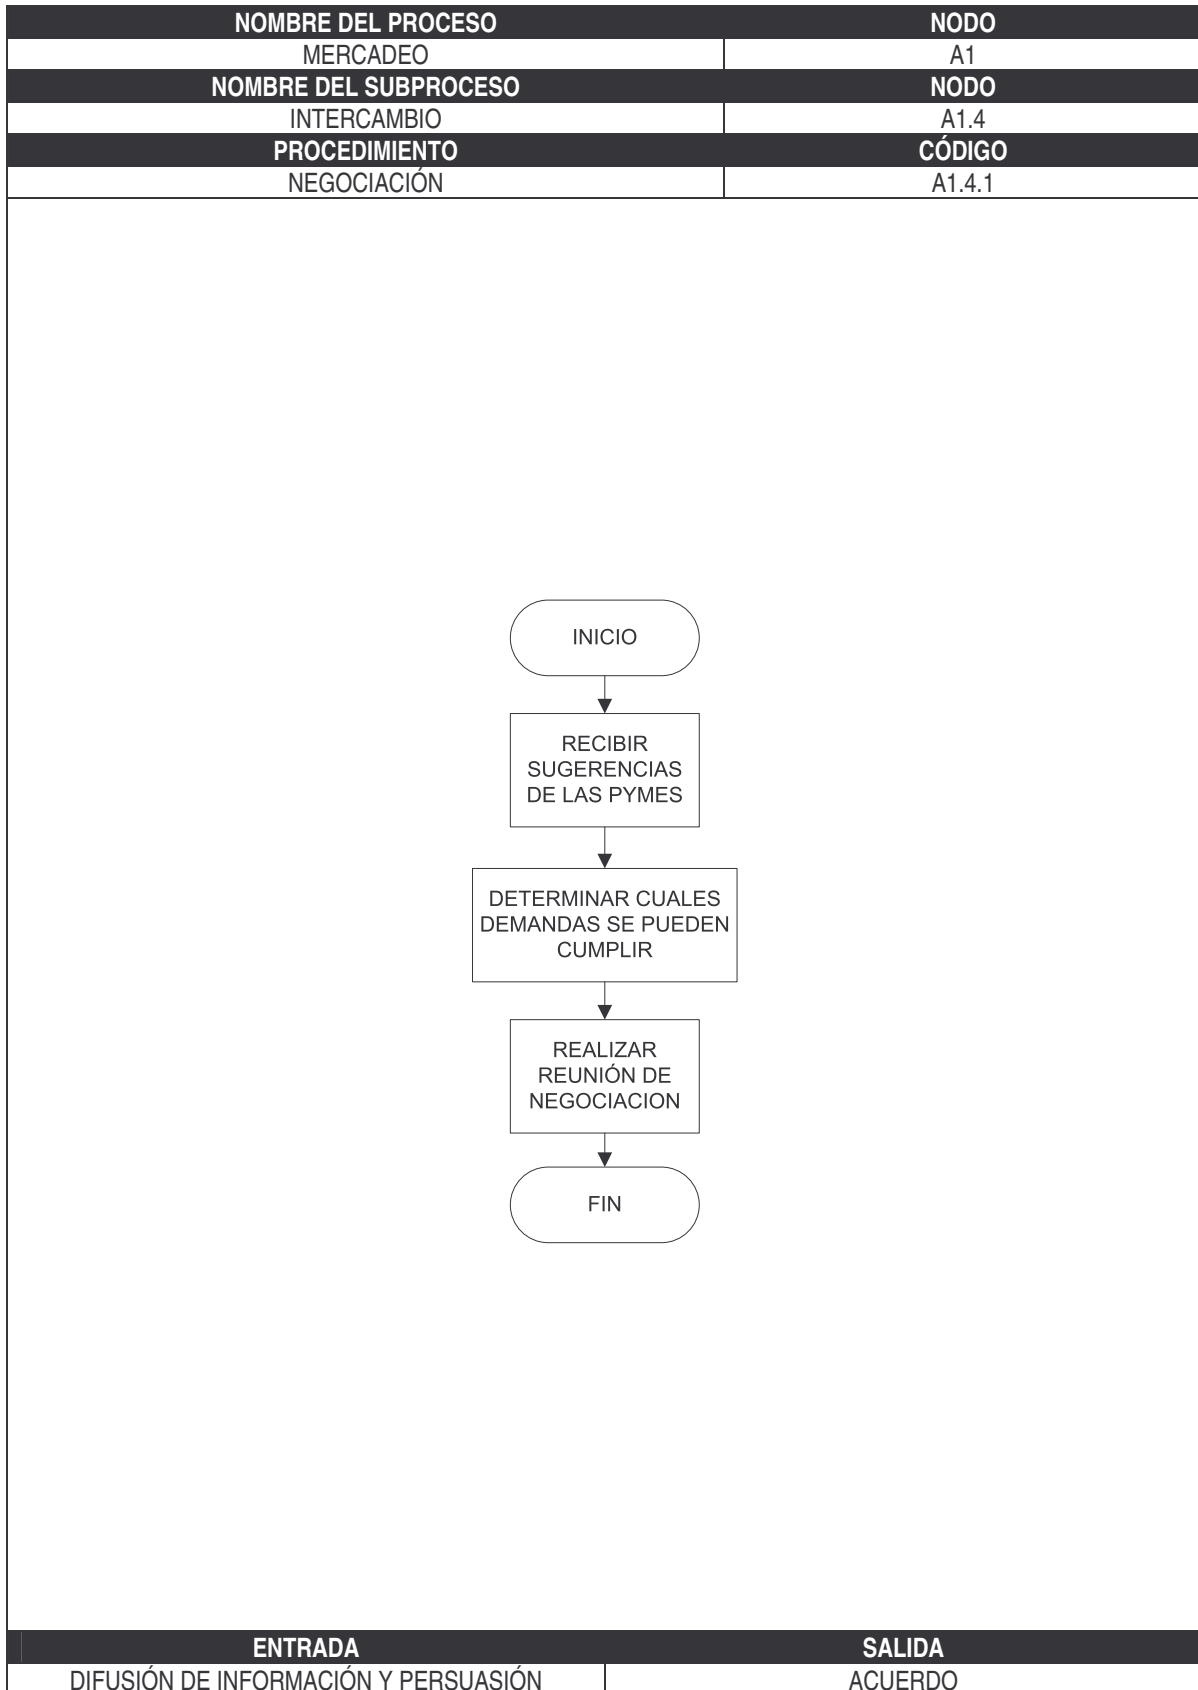 NOMBRE DEL PROCESO NODO
MERCADEO A1
NOMBRE DEL SUBPROCESO NODO
INTERCAMBIO A1.4
PROCEDIMIENTO CÓDIGO
NEGOCIACIÓN A1.4.1
INICIO
RECIBIR
SUGERENCIAS
DE LAS PYMES
DETERMINAR CUALES
DEMANDAS SE PUEDEN
CUMPLIR
REALIZAR
REUNIÓN DE
NEGOCIACION
FIN
ENTRADA SALIDA
DIFUSIÓN DE INFORMACIÓN Y PERSUASIÓN ACUERDO